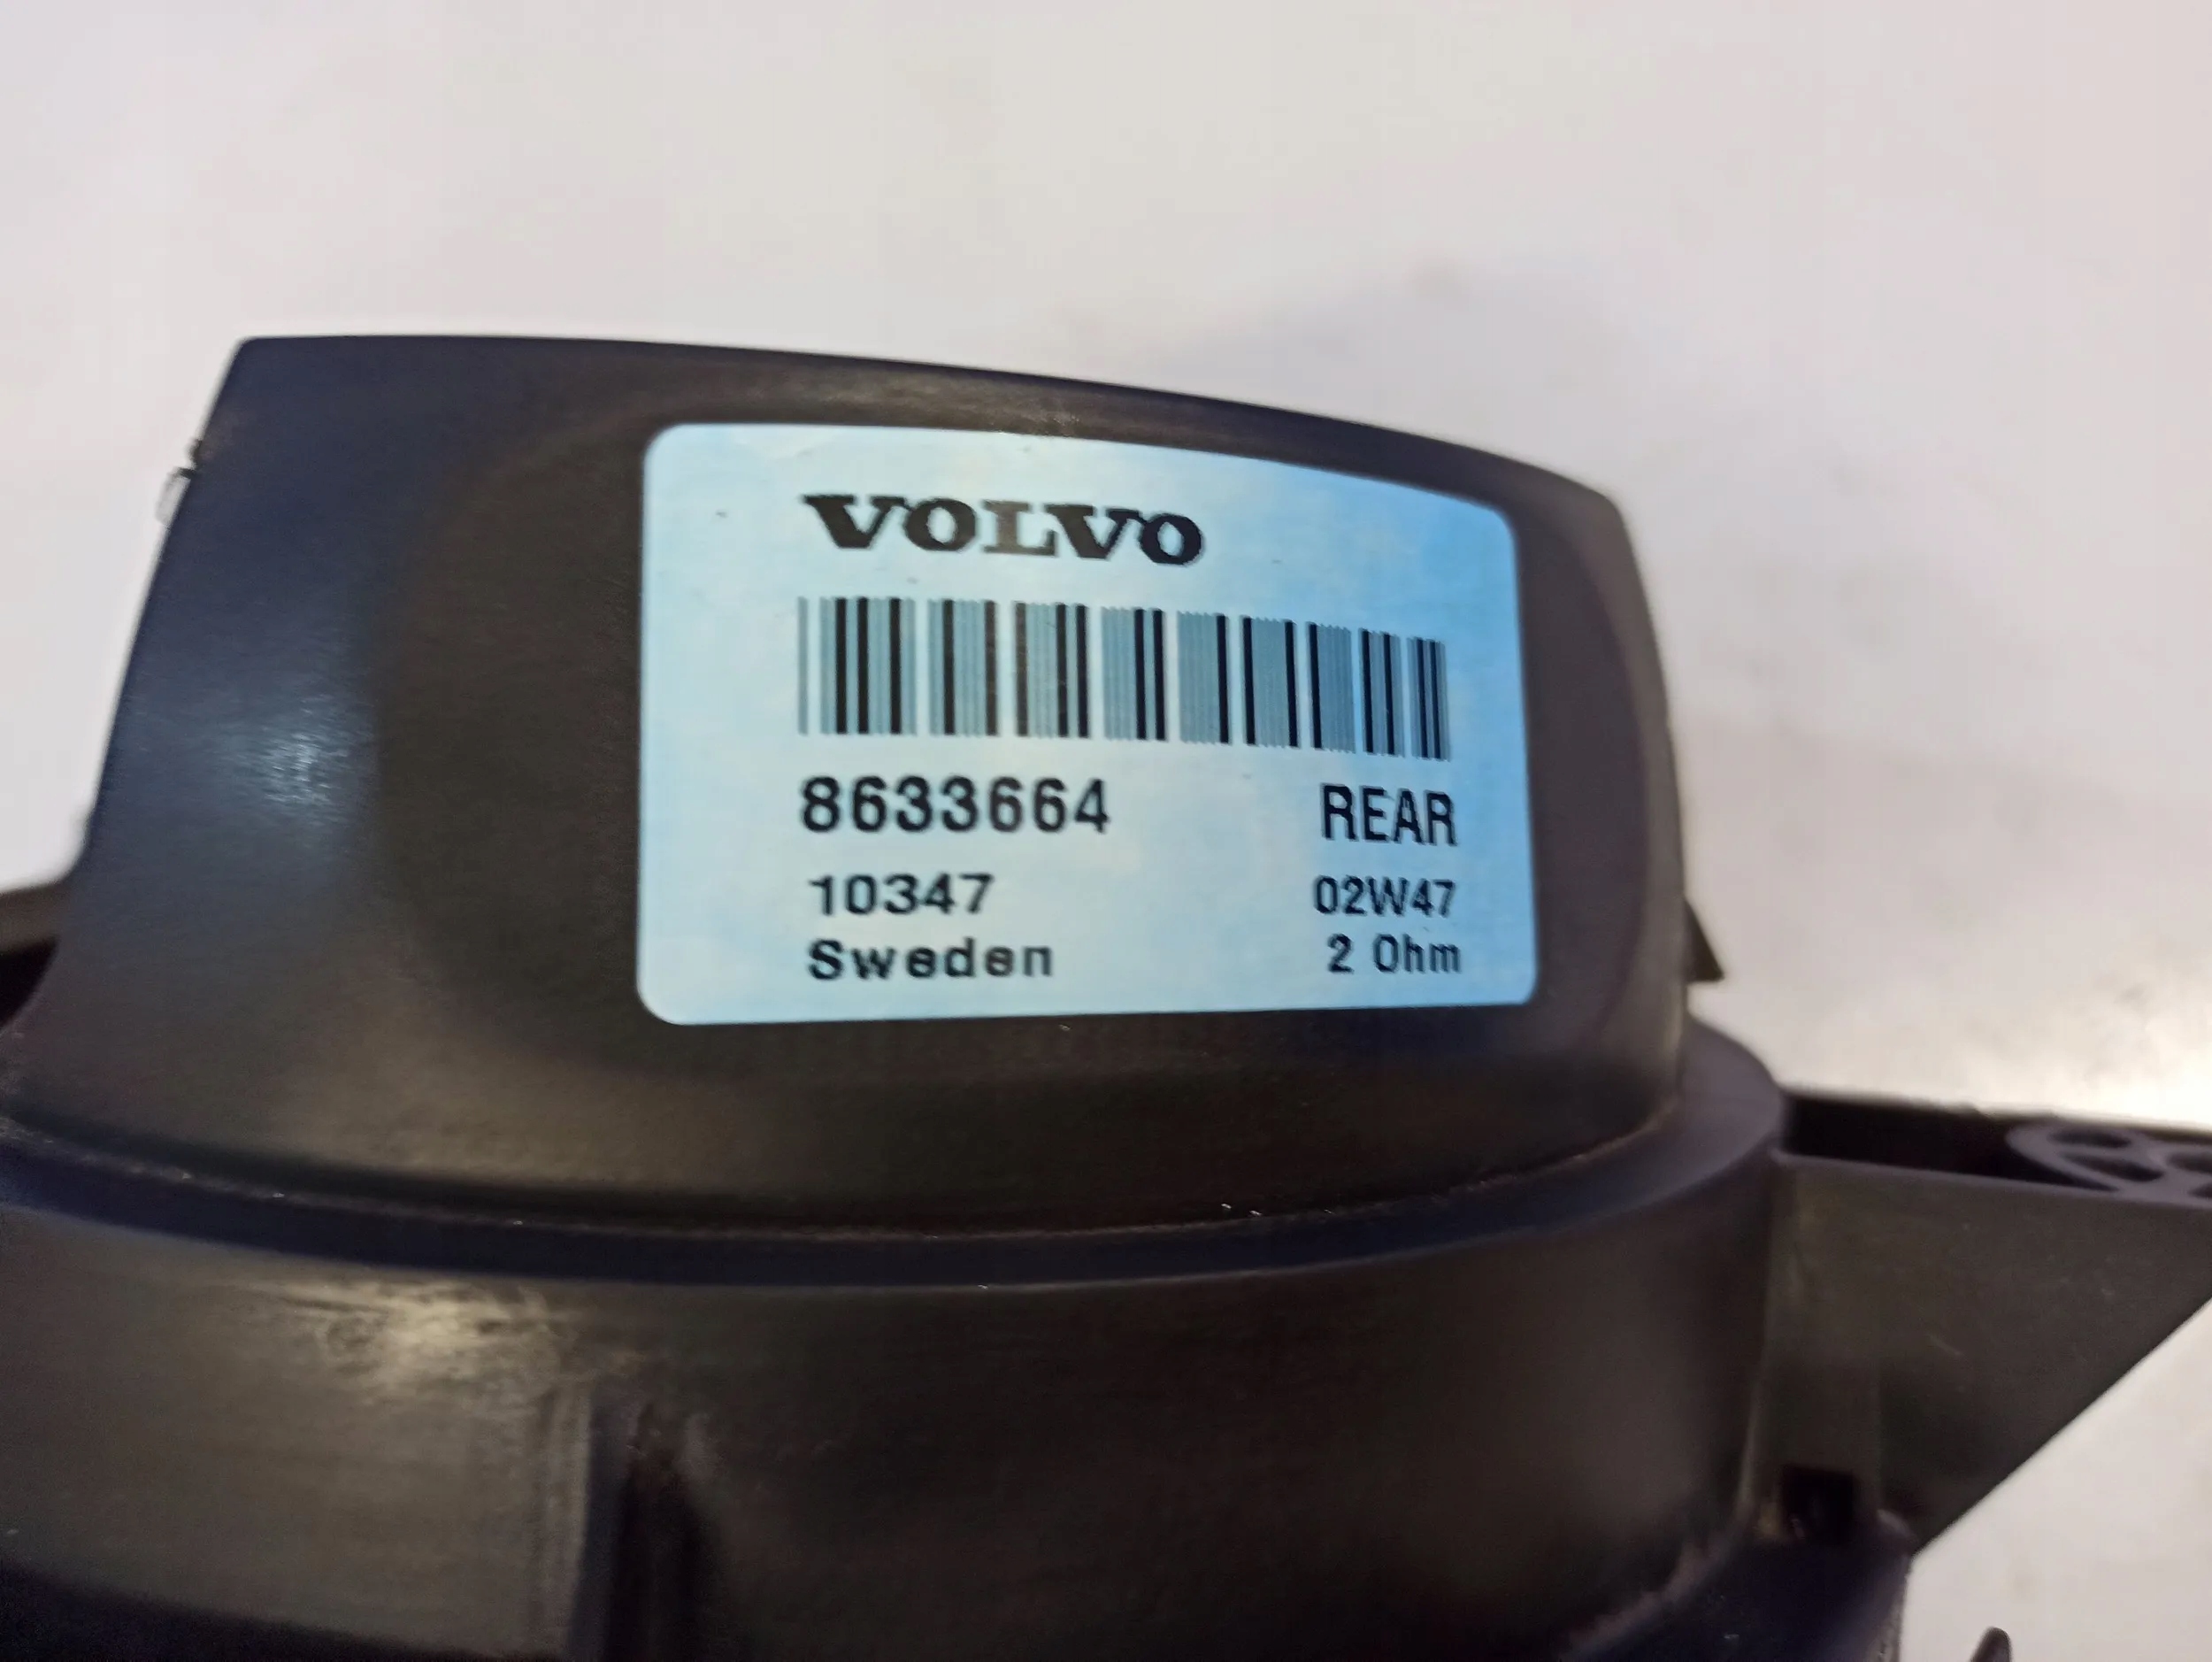 VOLVO
8633664 REAR
10347 02W47
Sweden 2 Ohm